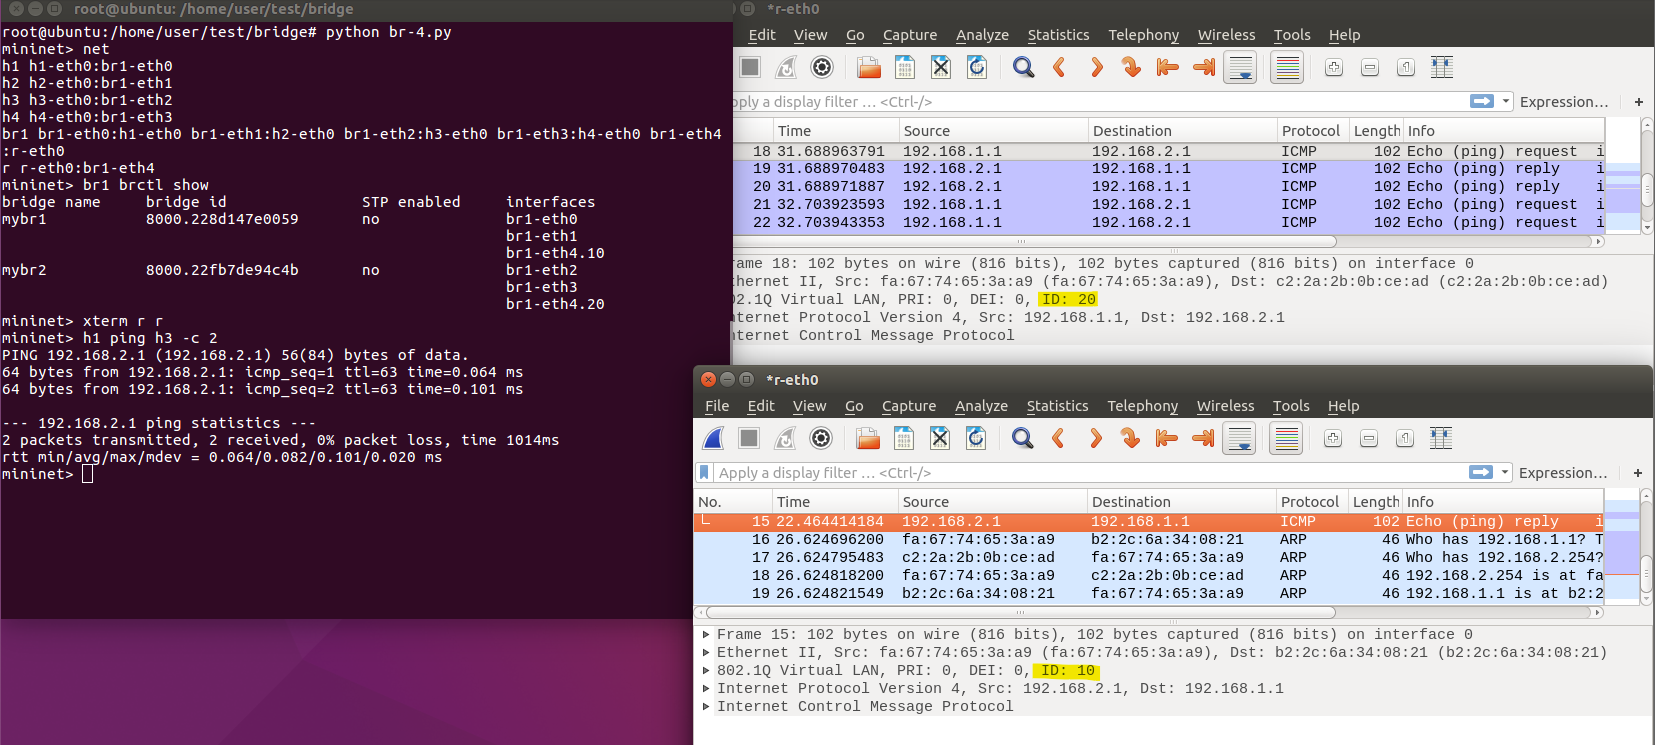 root@ubuntu: /home/user/test/bridge
root@ubuntu:/home/user/test/bridge# python br-4.py
mininet> net
h1 h1-eth0:br1-eth0
h2 h2-eth0:br1-eth1
h3 h3-eth0:br1-eth2
h4 h4-eth0:br1-eth3
br1 br1-eth0:h1-eth0 br1-eth1:h2-eth0 br1-eth2:h3-eth0 br1-eth3:h4-eth0 br1-eth4
:r-eth0
r r-eth0:br1-eth4
mininet> br1 brctl show
bridge name bridge id STP enabled interfaces
mybr1 8000.228d147e0059 no br1-eth0
br1-eth1
br1-eth4.10
mybr2 8000.22fb7de94c4b no br1-eth2
br1-eth3
br1-eth4.20
mininet> xterm r r
mininet> h1 ping h3 -c 2
PING 192.168.2.1 (192.168.2.1) 56(84) bytes of data.
64 bytes from 192.168.2.1: icmp_seq=1 ttl=63 time=0.064 ms
64 bytes from 192.168.2.1: icmp_seq=2 ttl=63 time=0.101 ms
--- 192.168.2.1 ping statistics ---
2 packets transmitted, 2 received, 0% packet loss, time 1014ms
rtt min/avg/max/mdev = 0.064/0.082/0.101/0.020 ms
mininet>
*r-eth0
Edit View Go Capture Analyze Statistics Telephony Wireless Tools Help
pply a display filter … <Ctrl-/> Expression… +
Time Source Destination Protocol Length Info
18 31.688963791 192.168.1.1 192.168.2.1 ICMP 102 Echo (ping) request i
19 31.688970483 192.168.2.1 192.168.1.1 ICMP 102 Echo (ping) reply i
20 31.688971887 192.168.2.1 192.168.1.1 ICMP 102 Echo (ping) reply i
21 32.703923593 192.168.1.1 192.168.2.1 ICMP 102 Echo (ping) request i
22 32.703943353 192.168.1.1 192.168.2.1 ICMP 102 Echo (ping) request i
rame 18: 102 bytes on wire (816 bits), 102 bytes captured (816 bits) on interface 0
thernet II, Src: fa:67:74:65:3a:a9 (fa:67:74:65:3a:a9), Dst: c2:2a:2b:0b:ce:ad (c2:2a:2b:0b:ce:ad)
02.1Q Virtual LAN, PRI: 0, DEI: 0, ID: 20
nternet Protocol Version 4, Src: 192.168.1.1, Dst: 192.168.2.1
nternet Control Message Protocol
*r-eth0
File Edit View Go Capture Analyze Statistics Telephony Wireless Tools Help
Apply a display filter … <Ctrl-/> Expression… +
No. Time Source Destination Protocol Length Info
15 22.464414184 192.168.2.1 192.168.1.1 ICMP 102 Echo (ping) reply i
16 26.624696200 fa:67:74:65:3a:a9 b2:2c:6a:34:08:21 ARP 46 Who has 192.168.1.1? T
17 26.624795483 c2:2a:2b:0b:ce:ad fa:67:74:65:3a:a9 ARP 46 Who has 192.168.2.254?
18 26.624818200 fa:67:74:65:3a:a9 c2:2a:2b:0b:ce:ad ARP 46 192.168.2.254 is at fa
19 26.624821549 b2:2c:6a:34:08:21 fa:67:74:65:3a:a9 ARP 46 192.168.1.1 is at b2:2
Frame 15: 102 bytes on wire (816 bits), 102 bytes captured (816 bits) on interface 0
Ethernet II, Src: fa:67:74:65:3a:a9 (fa:67:74:65:3a:a9), Dst: b2:2c:6a:34:08:21 (b2:2c:6a:34:08:21)
802.1Q Virtual LAN, PRI: 0, DEI: 0, ID: 10
Internet Protocol Version 4, Src: 192.168.2.1, Dst: 192.168.1.1
Internet Control Message Protocol